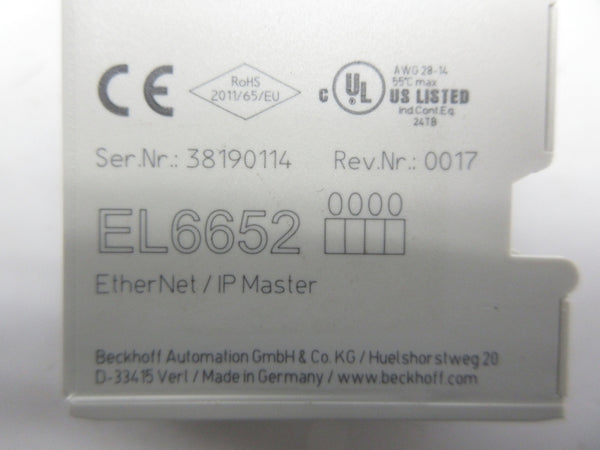 CE
RoHS
2011/65/EU
C UL US LISTED
AWG 28-14
55°C max
Ind.Cont.Eq.
24TB
Ser.Nr.: 38190114 Rev.Nr.: 0017
EL6652 0000
EtherNet / IP Master
Beckhoff Automation GmbH & Co. KG / Huelshorstweg 20
D-33415 Verl / Made in Germany / www.beckhoff.com